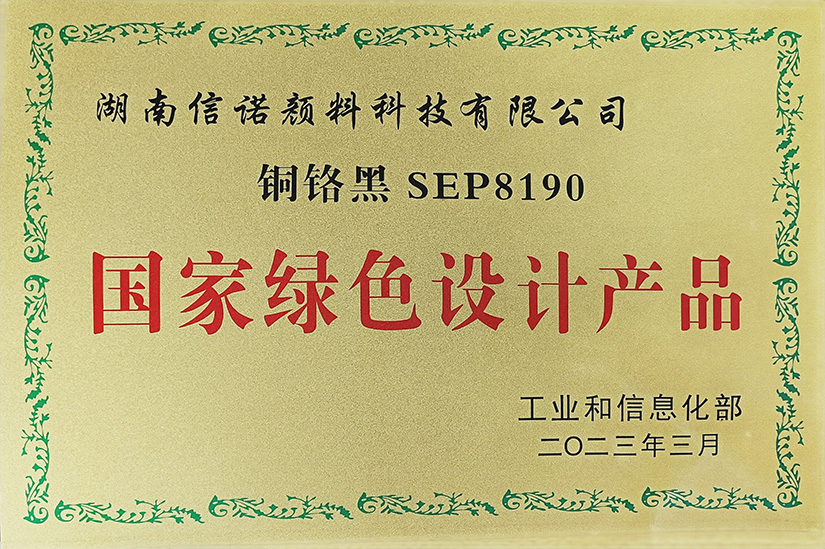 湖南信诺颜料科技有限公司
铜铬黑 SEP8190
国家绿色设计产品
工业和信息化部
二〇二三年三月